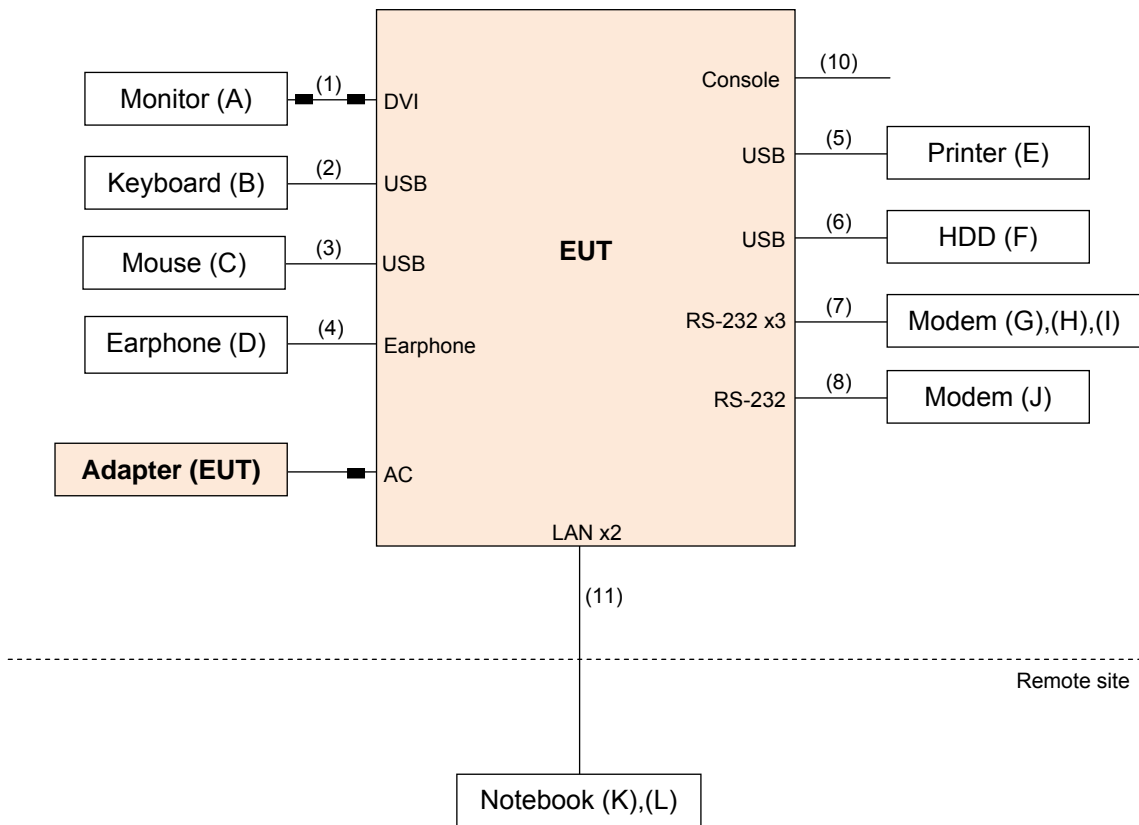 (1)
Monitor (A)
DVI
(2)
Keyboard (B)
USB
(3)
Mouse (C)
USB
(4)
Earphone (D)
Earphone
Adapter (EUT)
AC
EUT
LAN x2
Console
(10)
USB
(5)
Printer (E)
USB
(6)
HDD (F)
RS-232 x3
(7)
Modem (G),(H),(I)
RS-232
(8)
Modem (J)
(11)
Remote site
Notebook (K),(L)